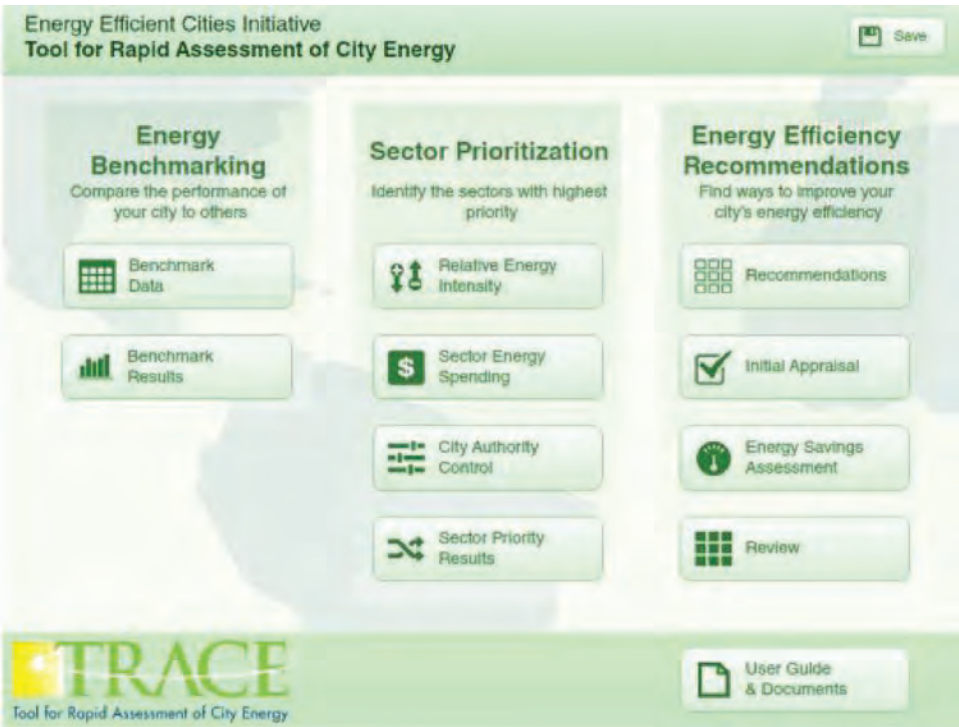 Energy Efficient Cities Initiative
Tool for Rapid Assessment of City Energy
Save
Energy
Benchmarking
Compare the performance of
your city to others
Benchmark
Data
Benchmark
Results
Sector Prioritization
Identify the sectors with highest
priority
Relative Energy
Intensity
$
Sector Energy
Spending
City Authority
Control
Sector Priority
Results
Energy Efficiency
Recommendations
Find ways to improve your
city's energy efficiency
Recommendations
Initial Appraisal
Energy Savings
Assessment
Review
TRACE
Tool for Rapid Assessment of City Energy
User Guide
& Documents